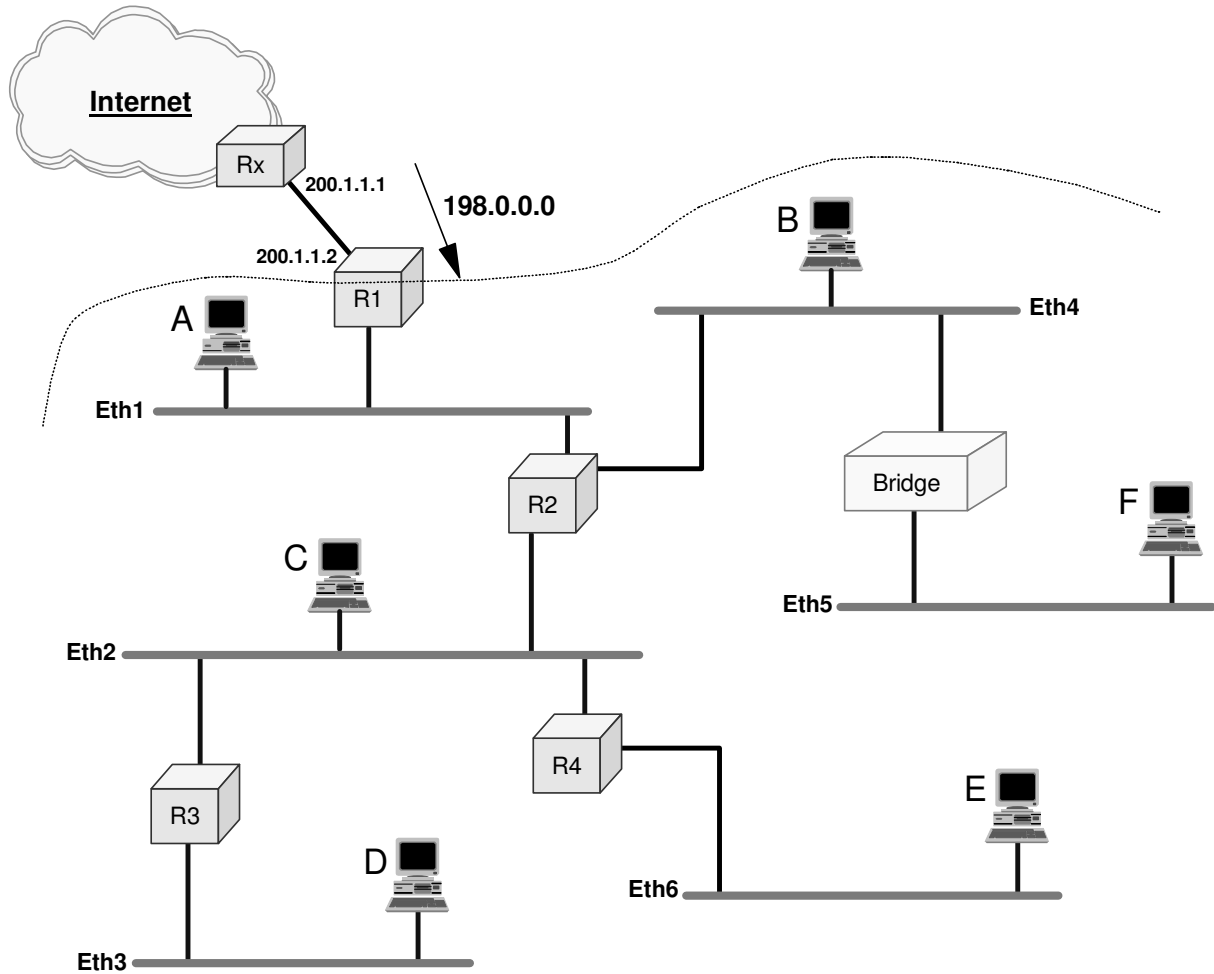 Internet
Rx
200.1.1.1
198.0.0.0
200.1.1.2
R1
B
A
Eth4
Eth1
Bridge
R2
F
C
Eth5
Eth2
R4
E
R3
D
Eth6
Eth3